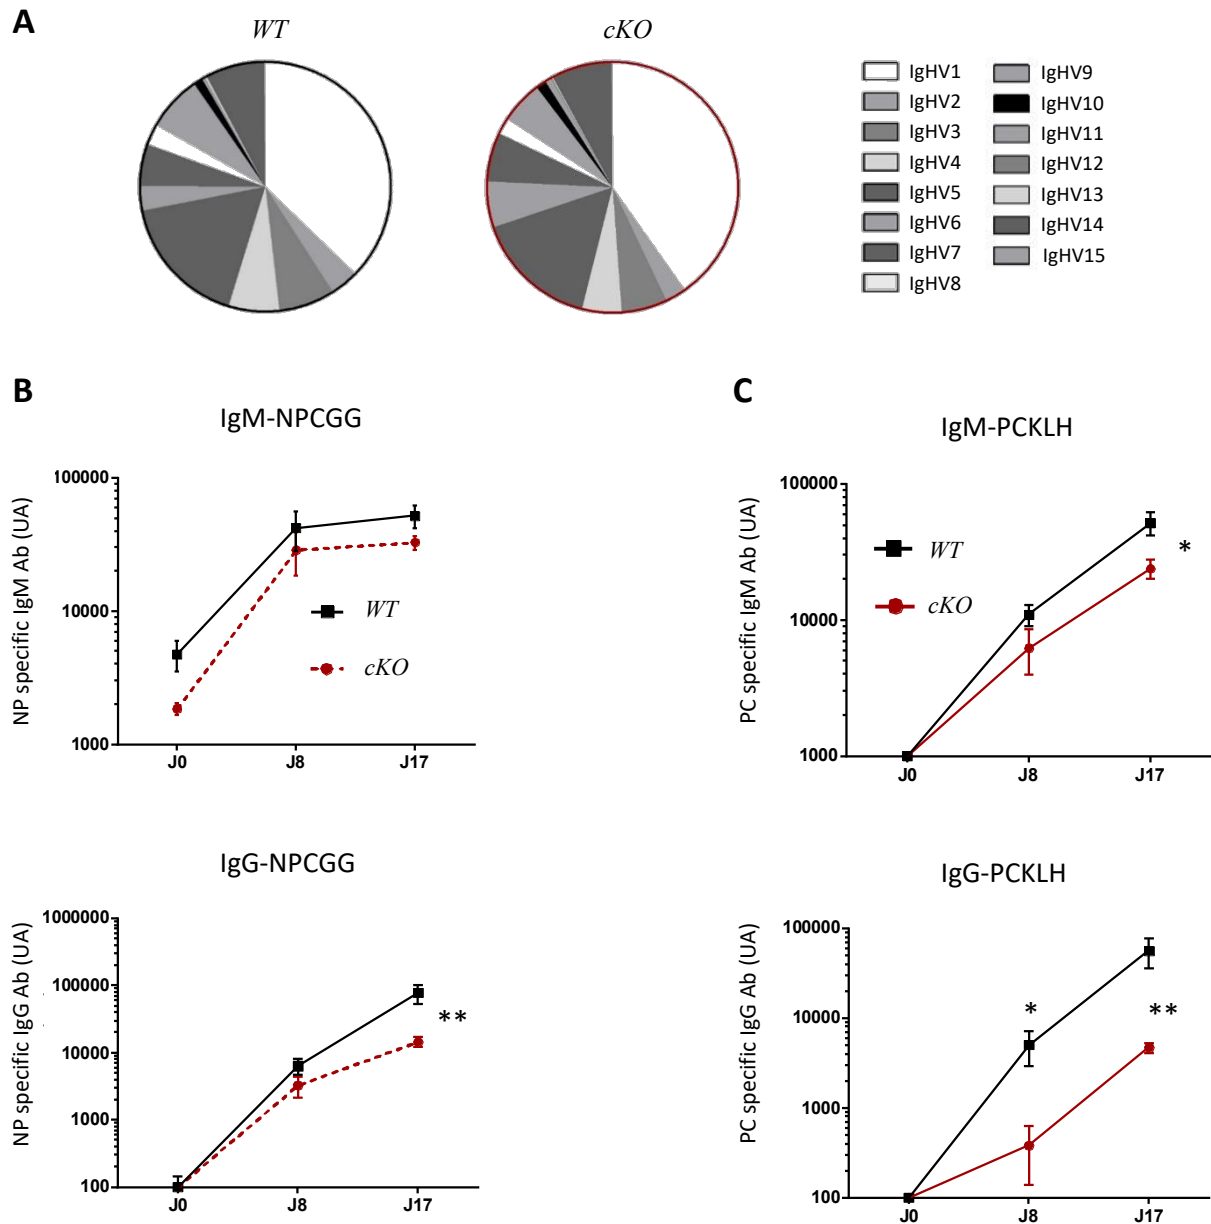 A
WT
cKO
IgHV1
IgHV2
IgHV3
IgHV4
IgHV5
IgHV6
IgHV7
IgHV8
IgHV9
IgHV10
IgHV11
IgHV12
IgHV13
IgHV14
IgHV15
B
IgM-NPCGG
NP specific IgM Ab (UA)
100000
10000
1000
J0
J8
J17
WT
cKO
C
IgM-PCKLH
PC specific IgM Ab (UA)
100000
10000
1000
J0
J8
J17
WT
cKO
*
IgG-NPCGG
NP specific IgG Ab (UA)
1000000
100000
10000
1000
100
J0
J8
J17
**
IgG-PCKLH
PC specific IgG Ab (UA)
100000
10000
1000
100
J0
J8
J17
*
**